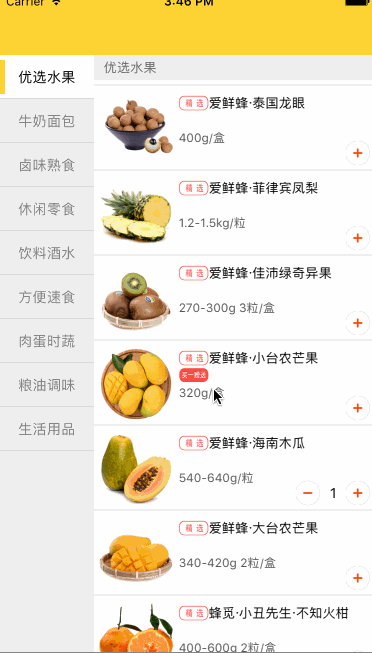 Carrier 3:46 PM
优选水果
牛奶面包
卤味熟食
休闲零食
饮料酒水
方便速食
肉蛋时蔬
粮油调味
生活用品
优选水果
精选 爱鲜蜂·泰国龙眼
400g/盒
精选 爱鲜蜂·菲律宾凤梨
1.2-1.5kg/粒
精选 爱鲜蜂·佳沛绿奇异果
270-300g 3粒/盒
精选 爱鲜蜂·小台农芒果
买一赠送
320g/盒
精选 爱鲜蜂·海南木瓜
540-640g/粒
1
精选 爱鲜蜂·大台农芒果
340-420g 2粒/盒
精选 蜂觅·小丑先生·不知火柑
400-600g 2粒/盒